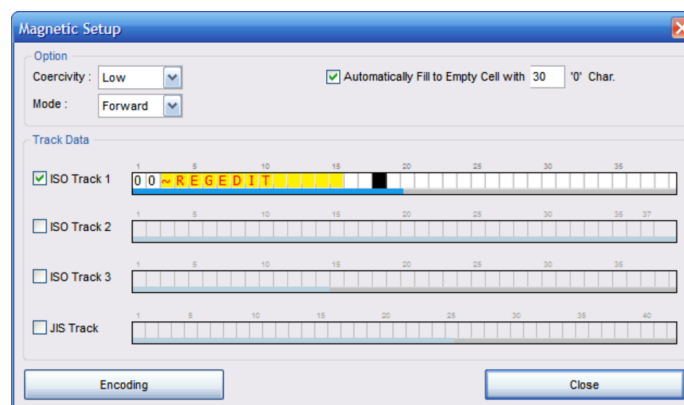 Magnetic Setup
Option
Coercivity : Low
Automatically Fill to Empty Cell with 30 '0' Char.
Mode : Forward
Track Data
1 5 10 15 20 25 30 35
ISO Track 1 00~REGEDIT
1 5 10 15 20 25 30 35 37
ISO Track 2
1 5 10 15 20 25 30 35
ISO Track 3
1 5 10 15 20 25 30 35 40
JIS Track
Encoding Close